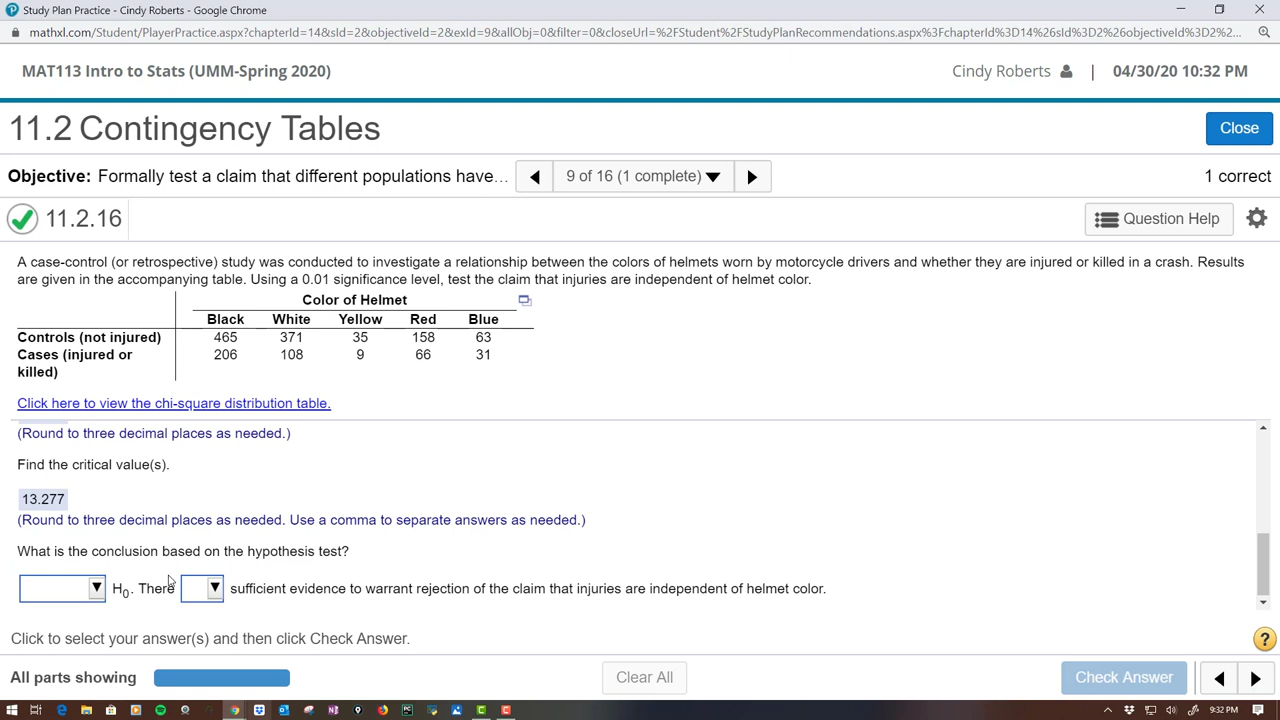 Study Plan Practice - Cindy Roberts - Google Chrome
mathxl.com/Student/PlayerPractice.aspx?chapterId=14&sId=2&objectiveId=2&exId=9&allObj=0&filter=0&closeUrl=%2FStudent%2FStudyPlanRecommendations.aspx%3FchapterId%3D14%26sId%3D2%26objectiveId%3D2%2...
MAT113 Intro to Stats (UMM-Spring 2020)
Cindy Roberts | 04/30/20 10:32 PM
11.2 Contingency Tables
Close
Objective: Formally test a claim that different populations have...
9 of 16 (1 complete)
1 correct
11.2.16
Question Help
A case-control (or retrospective) study was conducted to investigate a relationship between the colors of helmets worn by motorcycle drivers and whether they are injured or killed in a crash. Results
are given in the accompanying table. Using a 0.01 significance level, test the claim that injuries are independent of helmet color.
Color of Helmet
Black White Yellow Red Blue
Controls (not injured) 465 371 35 158 63
Cases (injured or 206 108 9 66 31
killed)
Click here to view the chi-square distribution table.
(Round to three decimal places as needed.)
Find the critical value(s).
13.277
(Round to three decimal places as needed. Use a comma to separate answers as needed.)
What is the conclusion based on the hypothesis test?
H0. There sufficient evidence to warrant rejection of the claim that injuries are independent of helmet color.
Click to select your answer(s) and then click Check Answer.
?
All parts showing
Clear All
Check Answer
9:32 PM